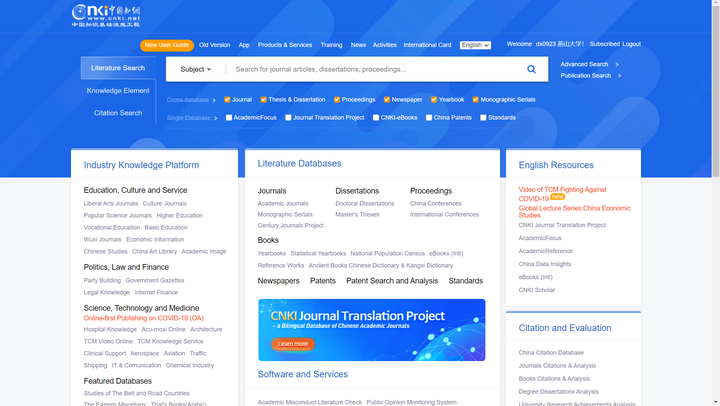 Cnki 中国知网
www.cnki.net
中国知识基础设施工程
New User Guide Old Version App Products & Services Training News Activities International Card English Welcome dx0923 燕山大学! Subscribed Logout
Literature Search
Knowledge Element
Citation Search
Subject Search for journal articles, dissertations, proceedings...
Advanced Search >
Publication Search >
Cross-database > Journal Thesis & Dissertation Proceedings Newspaper Yearbook Monographic Serials
Single Database > AcademicFocus Journal Translation Project CNKI-eBooks China Patents Standards
Industry Knowledge Platform
Education, Culture and Service
Liberal Arts Journals Culture Journals
Popular Science Journals Higher Education
Vocational Education Basic Education
Wuxi Journals Economic Information
Chinese Studies China Art Library Academic Image
Politics, Law and Finance
Party Building Government Gazettes
Legal Knowledge Internet Finance
Science, Technology and Medicine
Online-first Publishing on COVID-19 (OA)
Hospital Knowledge Acu-moxi Online Architecture
TCM Video Online TCM Knowledge Service
Clinical Support Aerospace Aviation Traffic
Shipping IT & Comunication Chemical Industry
Featured Databases
Studies of The Belt and Road Countries
The Eastern Miscellany That's Books(Arabic)
Literature Databases
Journals
Academic Journals
Monographic Serials
Century Journals Project
Dissertations
Doctoral Dissertations
Master's Theses
Proceedings
China Conferences
International Conferences
Books
Yearbooks Statistical Yearbooks National Population Census eBooks (Intl)
Reference Works Ancient Books Chinese Dictionary & Kangxi Dictionary
Newspapers Patents Patent Search and Analysis Standards
CNKI Journal Translation Project
– a Bilingual Database of Chinese Academic Journals
Learn more
Software and Services
Academic Misconduct Literature Check Public Opinion Monitoring System
English Resources
Video of TCM Fighting Against
COVID-19 new
Global Lecture Series:China Economic
Studies
CNKI Journal Translation Project
AcademicFocus
AcademicReference
China Data Insights
eBooks (Intl)
CNKI Scholar
Citation and Evaluation
China Citation Database
Journals Citations & Analysis
Books Citations & Analysis
Degree Dissertations Analysis
University Research Achievements Analysis